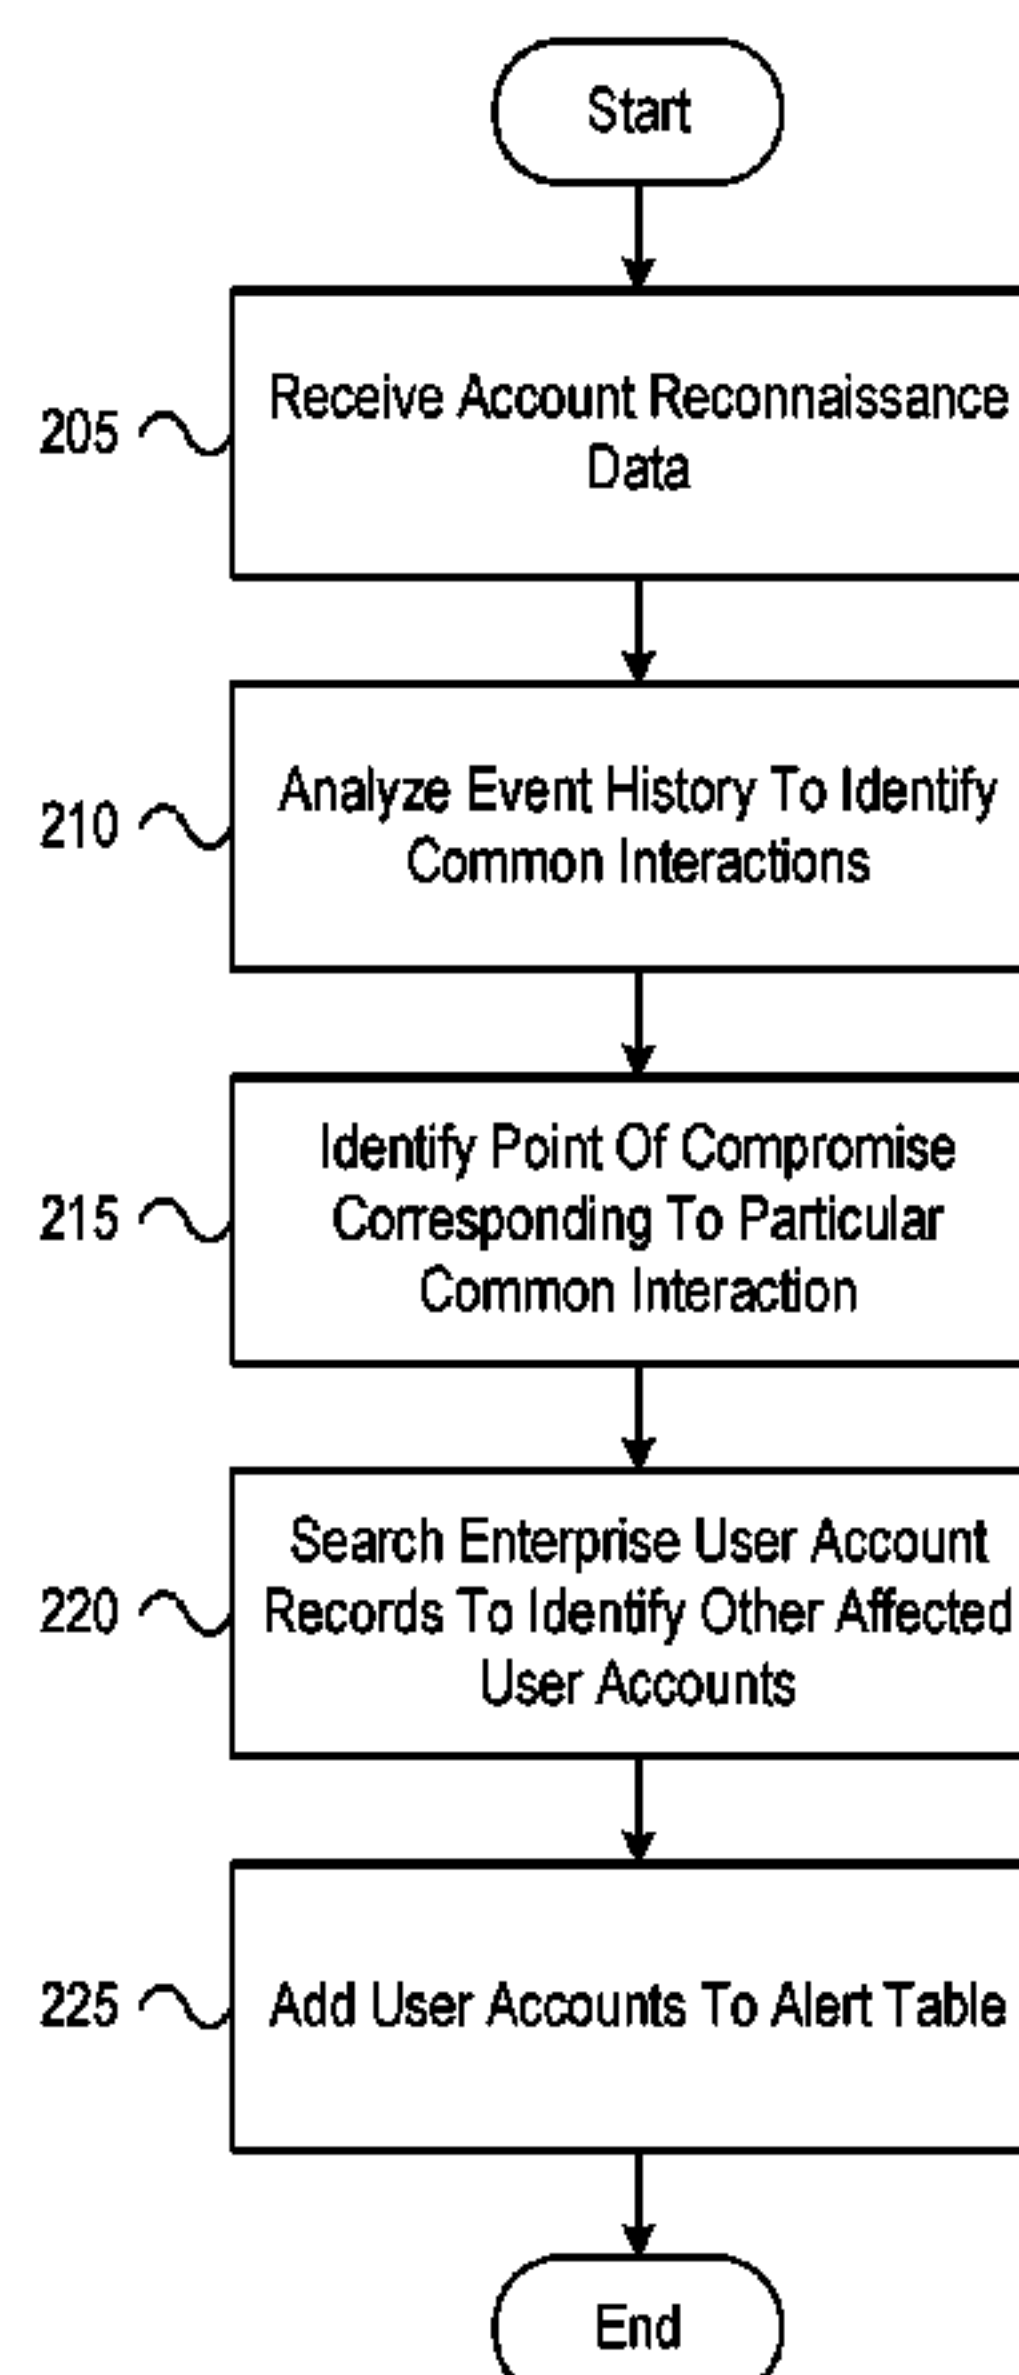 Start
205
Receive Account Reconnaissance
Data
210
Analyze Event History To Identify
Common Interactions
215
Identify Point Of Compromise
Corresponding To Particular
Common Interaction
220
Search Enterprise User Account
Records To Identify Other Affected
User Accounts
225
Add User Accounts To Alert Table
End